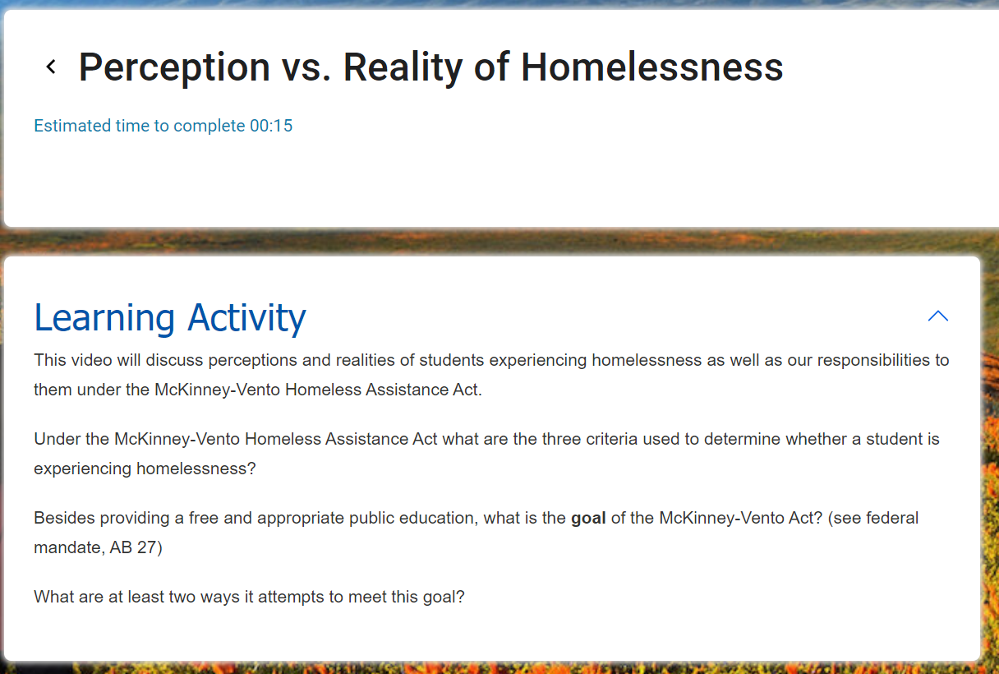 Perception vs. Reality of Homelessness
Estimated time to complete 00:15
Learning Activity
This video will discuss perceptions and realities of students experiencing homelessness as well as our responsibilities to
them under the McKinney-Vento Homeless Assistance Act.
Under the McKinney-Vento Homeless Assistance Act what are the three criteria used to determine whether a student is
experiencing homelessness?
Besides providing a free and appropriate public education, what is the goal of the McKinney-Vento Act? (see federal
mandate, AB 27)
What are at least two ways it attempts to meet this goal?